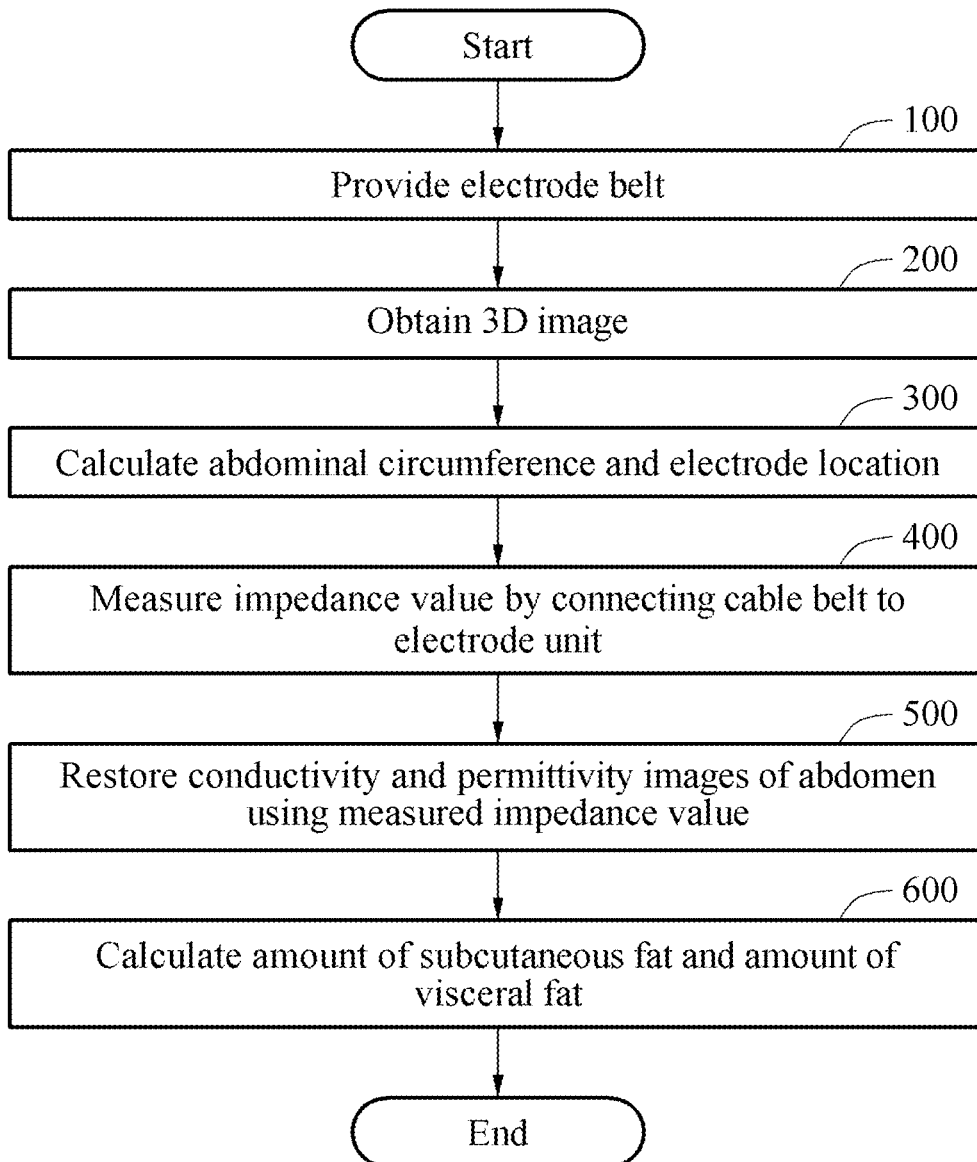 Start
100
Provide electrode belt
200
Obtain 3D image
300
Calculate abdominal circumference and electrode location
400
Measure impedance value by connecting cable belt to
electrode unit
500
Restore conductivity and permittivity images of abdomen
using measured impedance value
600
Calculate amount of subcutaneous fat and amount of
visceral fat
End